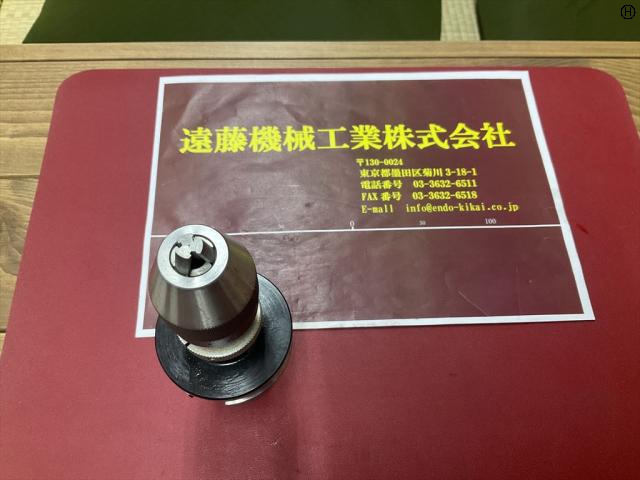 Ⓗ
遠藤機械工業株式会社
〒130-0024
東京都墨田区菊川 3-18-1
電話番号 03-3632-6511
FAX 番号 03-3632-6518
E-mail info@endo-kikai.co.jp
0 50 100